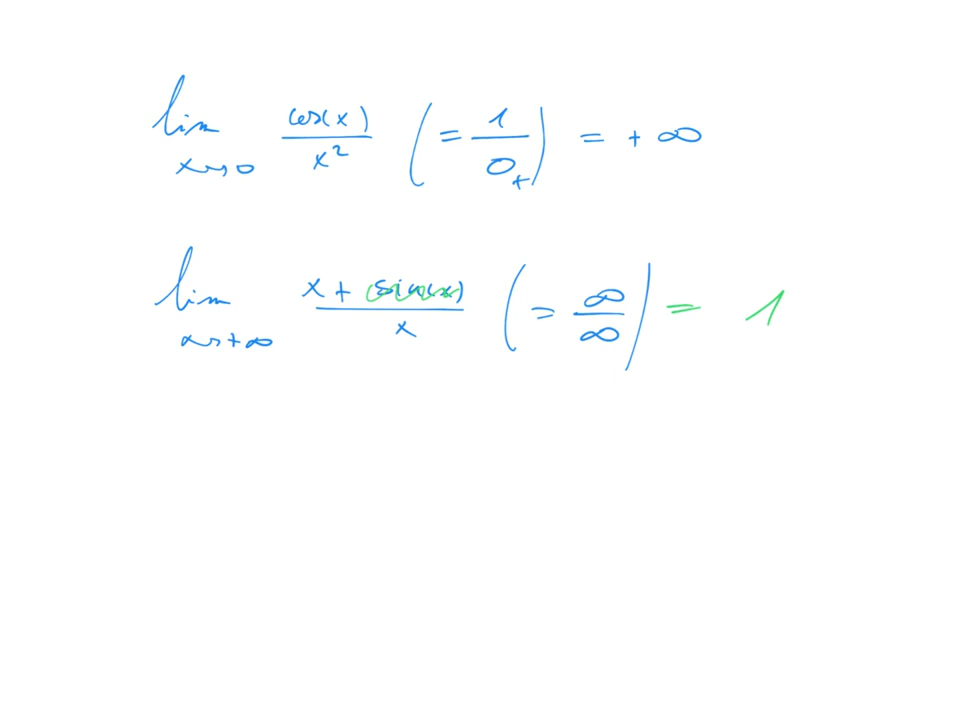 lim x→0 cos(x) / x² (= 1 / 0₊) = + ∞
lim x→+∞ x + sin(x) / x (= ∞ / ∞) = 1